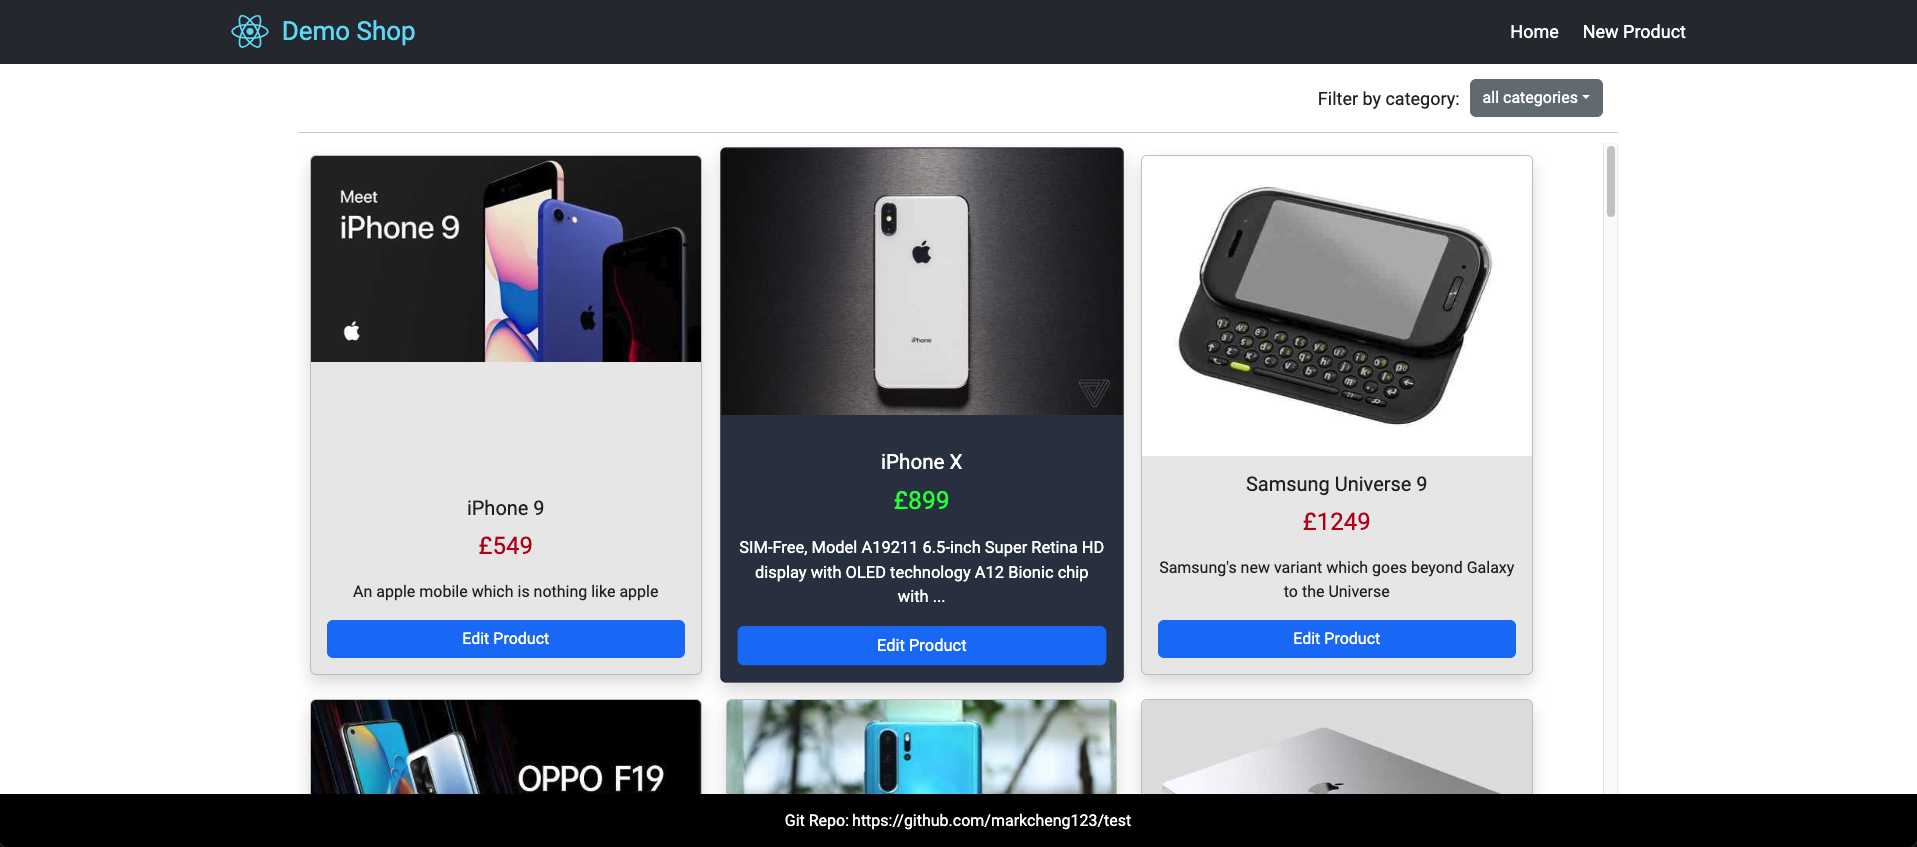 Demo Shop
Home
New Product
Filter by category:
all categories
Meet
iPhone 9
iPhone
iPhone 9
£549
An apple mobile which is nothing like apple
Edit Product
iPhone X
£899
SIM-Free, Model A19211 6.5-inch Super Retina HD
display with OLED technology A12 Bionic chip
with ...
Edit Product
Samsung Universe 9
£1249
Samsung's new variant which goes beyond Galaxy
to the Universe
Edit Product
OPPO F19
Git Repo: https://github.com/markcheng123/test